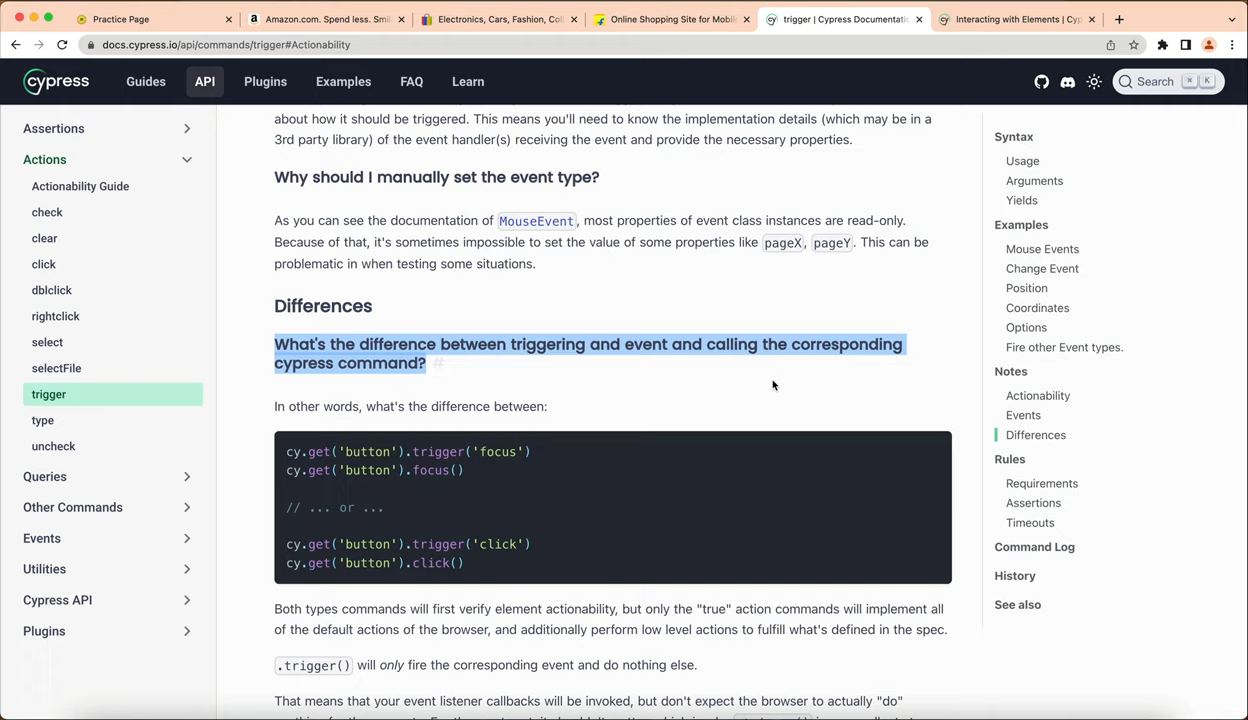 Practice Page
Amazon.com. Spend less. Smi
Electronics, Cars, Fashion, Col
Online Shopping Site for Mobile
trigger | Cypress Documentatio
Interacting with Elements | Cyp
docs.cypress.io/api/commands/trigger#Actionability
cypress
Guides
API
Plugins
Examples
FAQ
Learn
Search
⌘
K
Assertions
Actions
Actionability Guide
check
clear
click
dblclick
rightclick
select
selectFile
trigger
type
uncheck
Queries
Other Commands
Events
Utilities
Cypress API
Plugins
about how it should be triggered. This means you'll need to know the implementation details (which may be in a
3rd party library) of the event handler(s) receiving the event and provide the necessary properties.
Why should I manually set the event type?
As you can see the documentation of MouseEvent, most properties of event class instances are read-only.
Because of that, it's sometimes impossible to set the value of some properties like pageX, pageY. This can be
problematic in when testing some situations.
Differences
What's the difference between triggering and event and calling the corresponding
cypress command? #
In other words, what's the difference between:
cy.get('button').trigger('focus')
cy.get('button').focus()
// ... or ...
cy.get('button').trigger('click')
cy.get('button').click()
Both types commands will first verify element actionability, but only the "true" action commands will implement all
of the default actions of the browser, and additionally perform low level actions to fulfill what's defined in the spec.
.trigger() will only fire the corresponding event and do nothing else.
That means that your event listener callbacks will be invoked, but don't expect the browser to actually "do"
Syntax
Usage
Arguments
Yields
Examples
Mouse Events
Change Event
Position
Coordinates
Options
Fire other Event types.
Notes
Actionability
Events
Differences
Rules
Requirements
Assertions
Timeouts
Command Log
History
See also